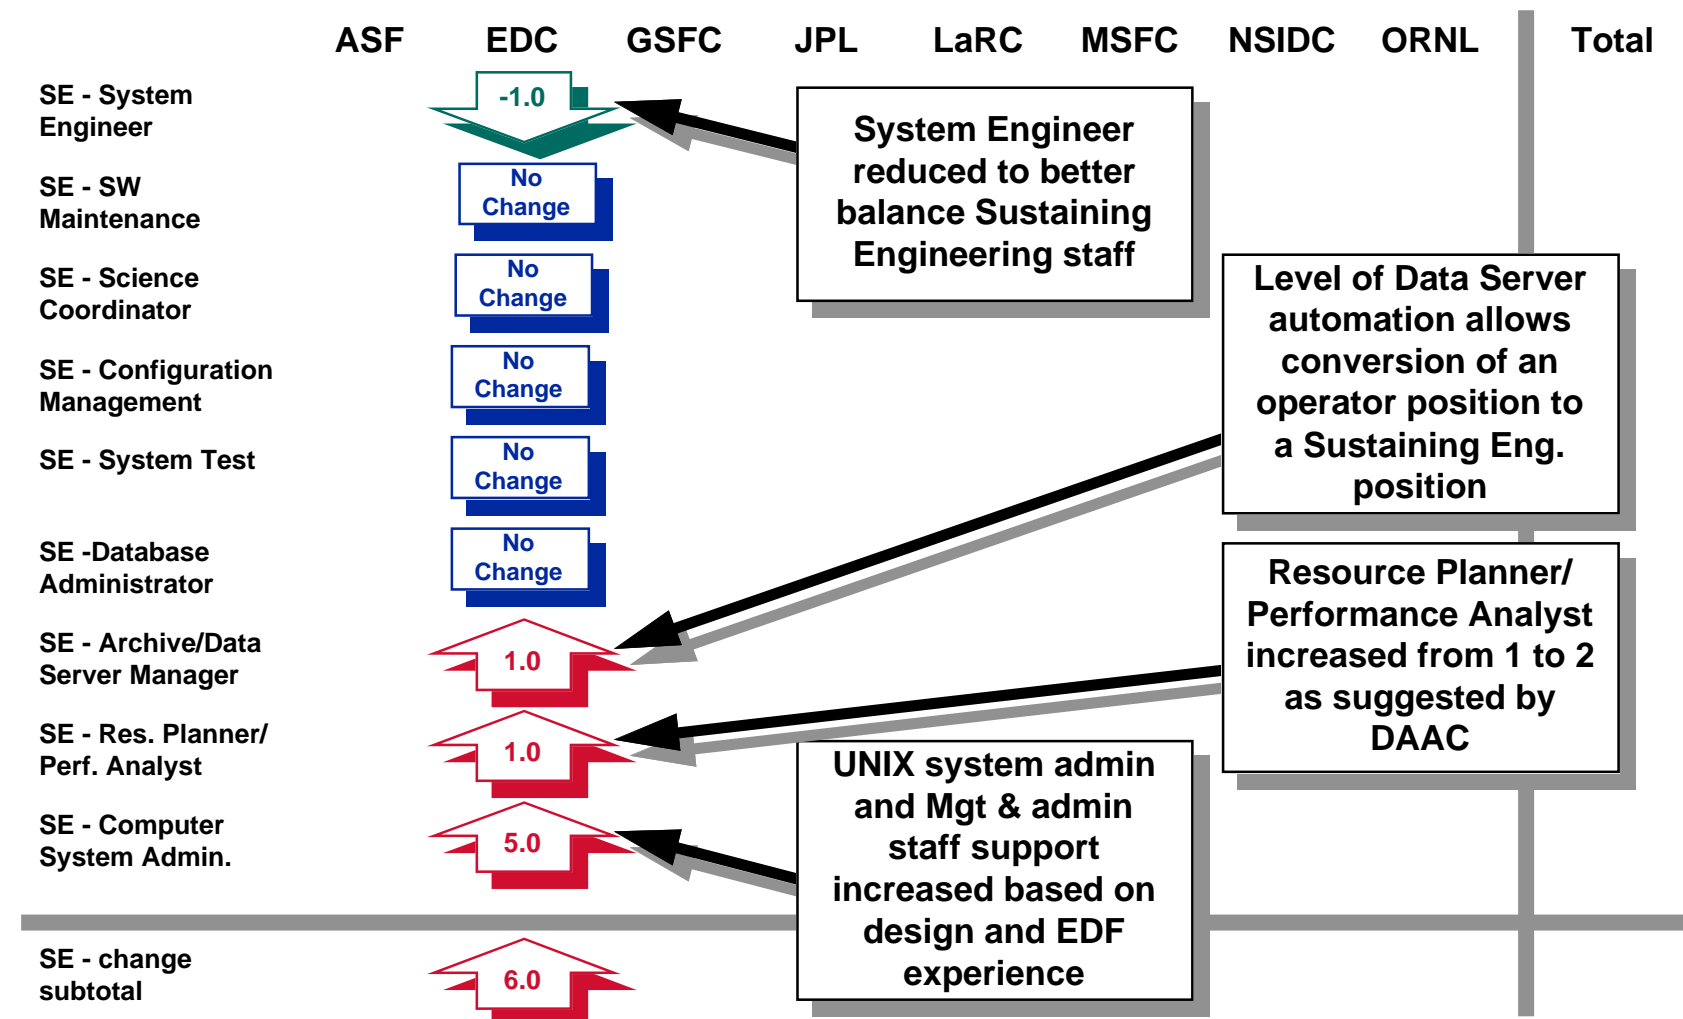 ASF EDC GSFC JPL LaRC MSFC NSIDC ORNL Total
SE - System
Engineer
-1.0
System Engineer
reduced to better
balance Sustaining
Engineering staff
SE - SW
Maintenance
No
Change
SE - Science
Coordinator
No
Change
Level of Data Server
automation allows
conversion of an
operator position to
a Sustaining Eng.
position
SE - Configuration
Management
No
Change
SE - System Test
No
Change
SE -Database
Administrator
No
Change
Resource Planner/
Performance Analyst
increased from 1 to 2
as suggested by
DAAC
SE - Archive/Data
Server Manager
1.0
SE - Res. Planner/
Perf. Analyst
1.0
UNIX system admin
and Mgt & admin
staff support
increased based on
design and EDF
experience
SE - Computer
System Admin.
5.0
SE - change
subtotal
6.0